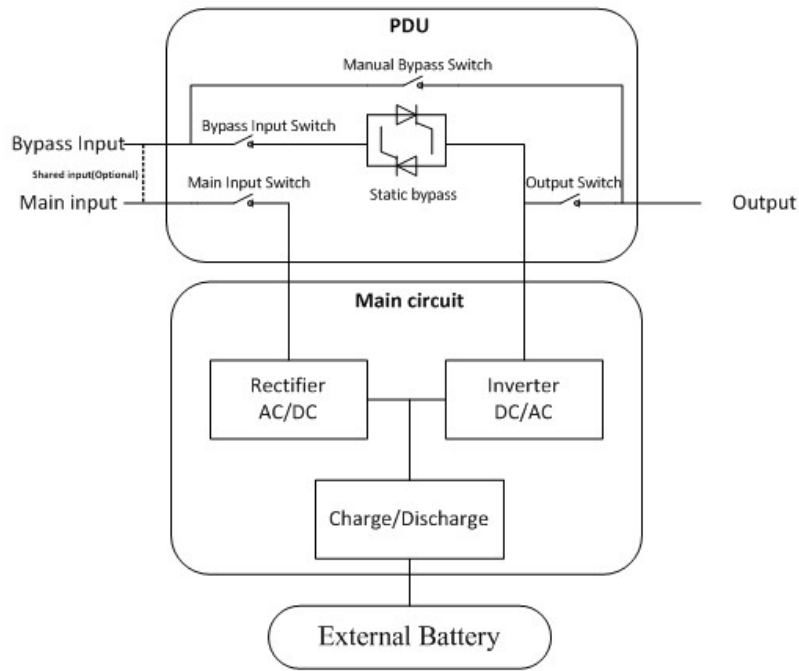 PDU
Manual Bypass Switch
Bypass Input
Bypass Input Switch
Shared input(Optional)
Main input
Main Input Switch
Static bypass
Output Switch
Output
Main circuit
Rectifier
AC/DC
Inverter
DC/AC
Charge/Discharge
External Battery